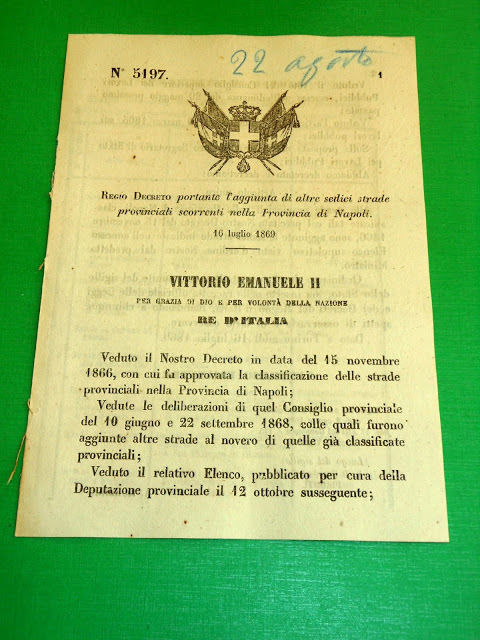 N° 5197.
22 agosto
1
REGIO DECRETO portante l'aggiunta di altre sedici strade
provinciali scorrenti nella Provincia di Napoli.
16 luglio 1869
VITTORIO EMANUELE II
PER GRAZIA DI DIO E PER VOLONTÀ DELLA NAZIONE
RE D'ITALIA
Veduto il Nostro Decreto in data del 15 novembre
1866, con cui fu approvata la classificazione delle strade
provinciali nella Provincia di Napoli;
Vedute le deliberazioni di quel Consiglio provinciale
del 10 giugno e 22 settembre 1868, colle quali furono
aggiunte altre strade al novero di quelle già classificate
provinciali;
Veduto il relativo Elenco, pubblicato per cura della
Deputazione provinciale il 12 ottobre susseguente;